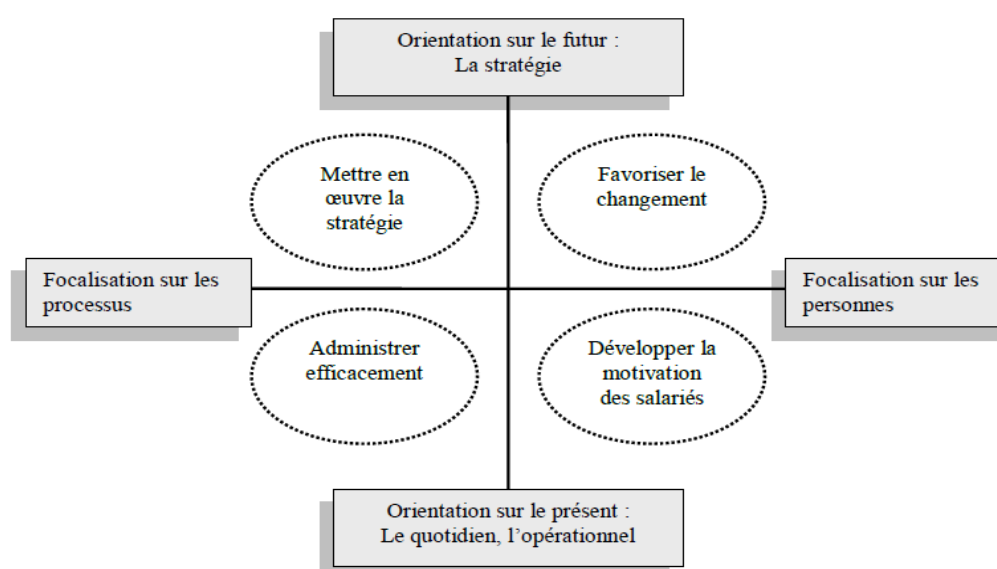 Orientation sur le futur :
La stratégie
Mettre en
œuvre la
stratégie
Favoriser le
changement
Focalisation sur les
processus
Focalisation sur les
personnes
Administrer
efficacement
Développer la
motivation
des salariés
Orientation sur le présent :
Le quotidien, l’opérationnel